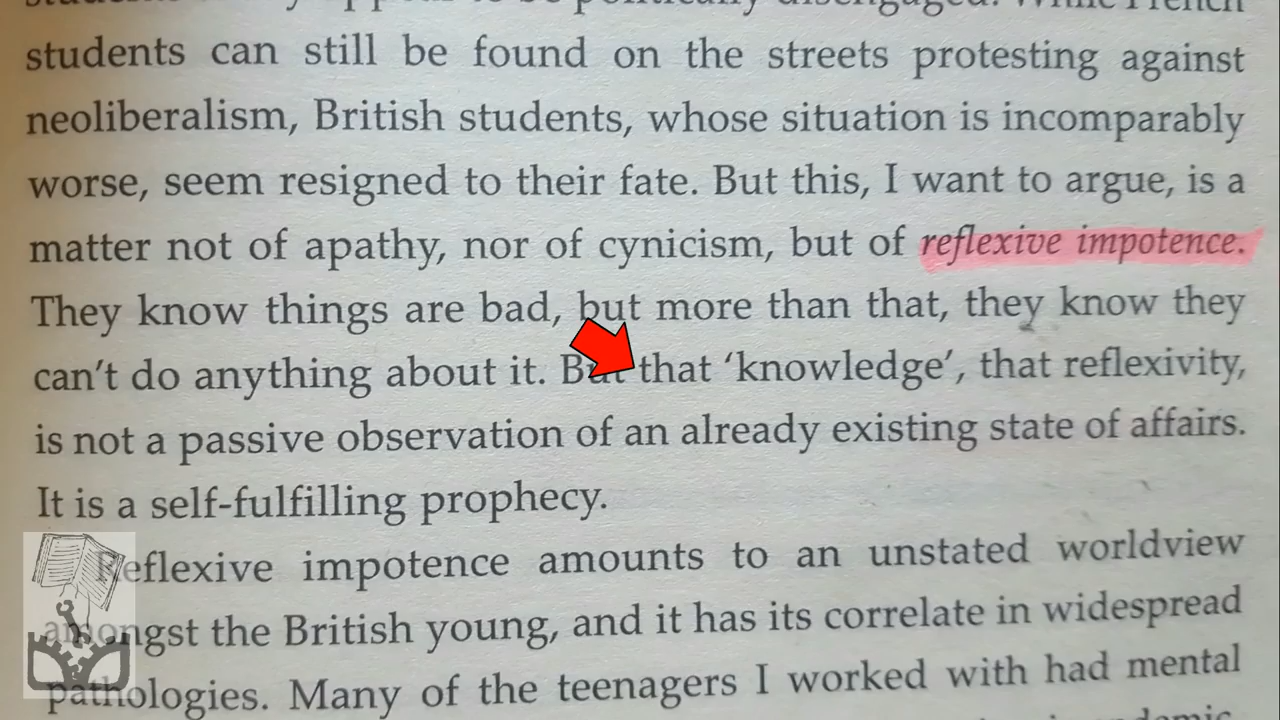 students can still be found on the streets protesting against
neoliberalism, British students, whose situation is incomparably
worse, seem resigned to their fate. But this, I want to argue, is a
matter not of apathy, nor of cynicism, but of reflexive impotence.
They know things are bad, but more than that, they know they
can't do anything about it. But that ‘knowledge’, that reflexivity,
is not a passive observation of an already existing state of affairs.
It is a self-fulfilling prophecy.
Reflexive impotence amounts to an unstated worldview
amongst the British young, and it has its correlate in widespread
pathologies. Many of the teenagers I worked with had mental